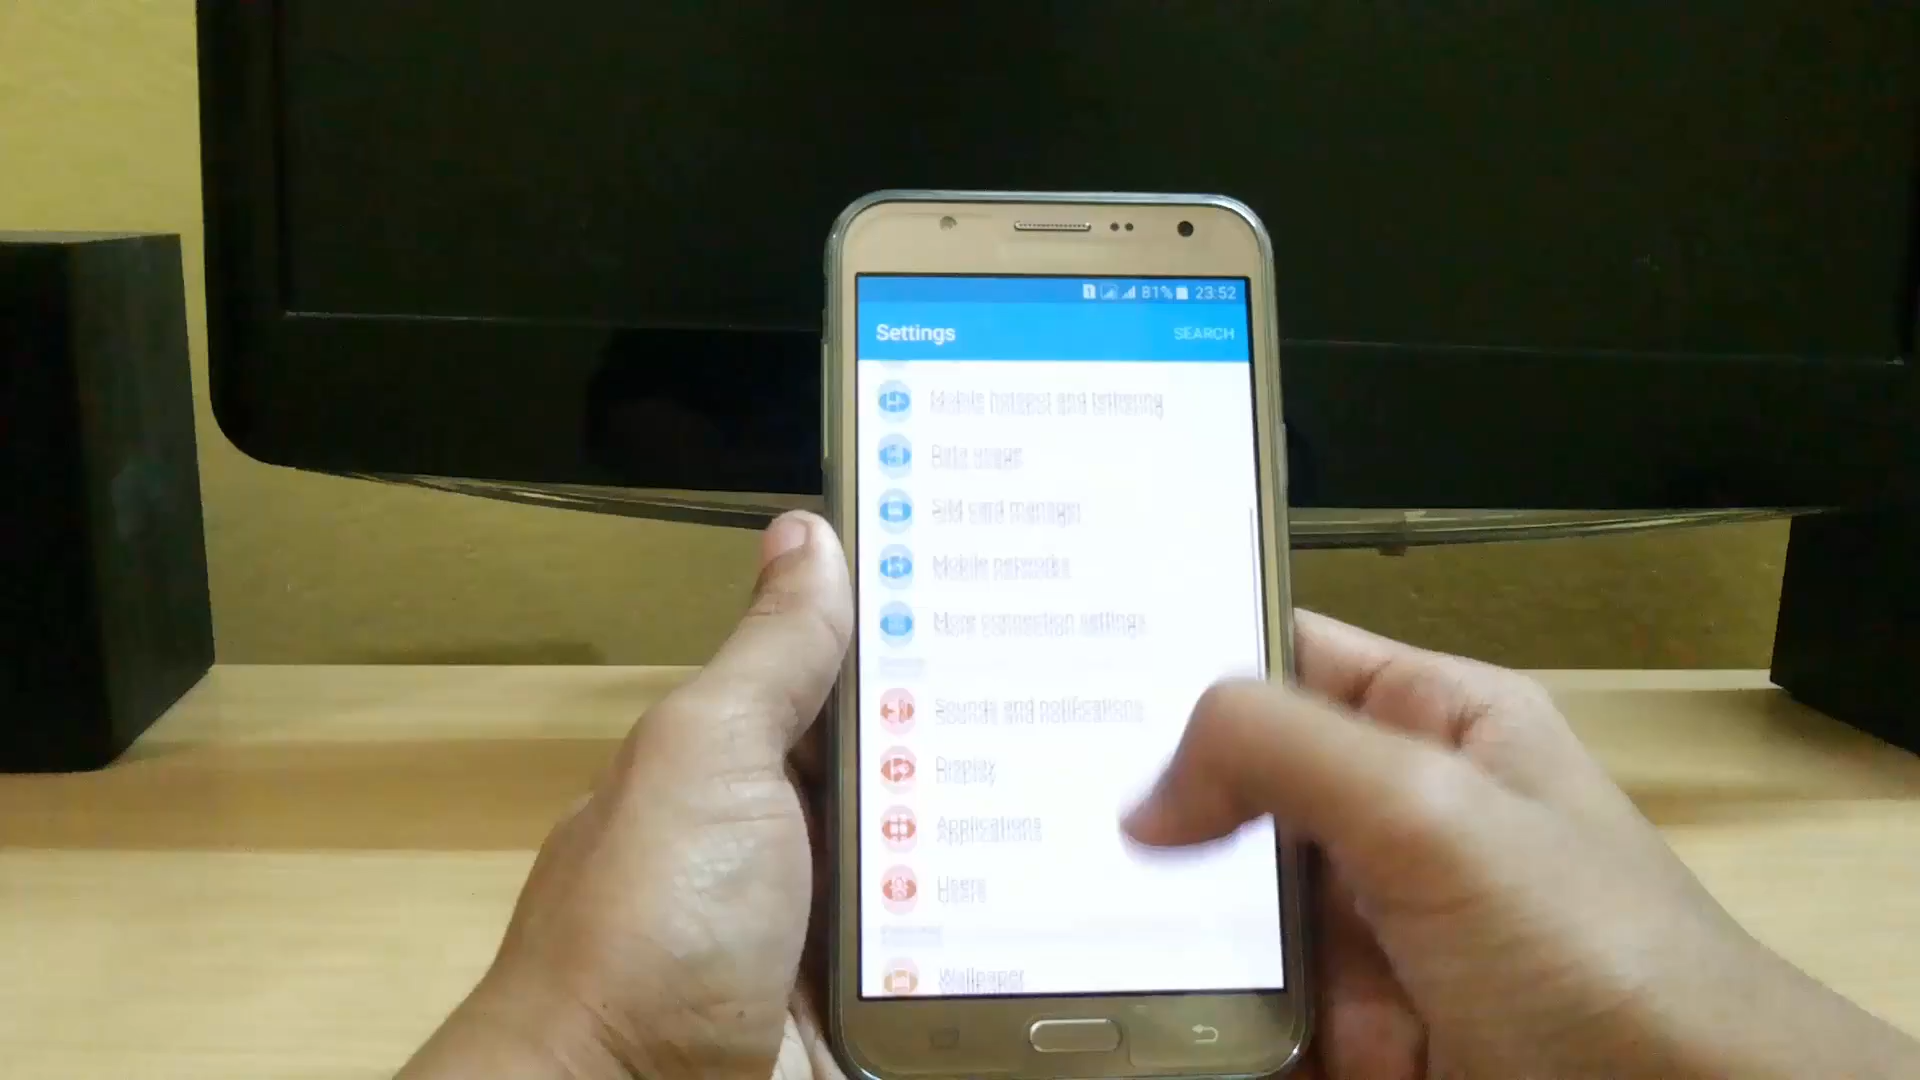 81% 23:52
Settings SEARCH
Mobile hotspot and tethering
Data usage
SIM card manager
Mobile networks
More connection settings
Sounds and notifications
Display
Applications
Users
Wallpaper